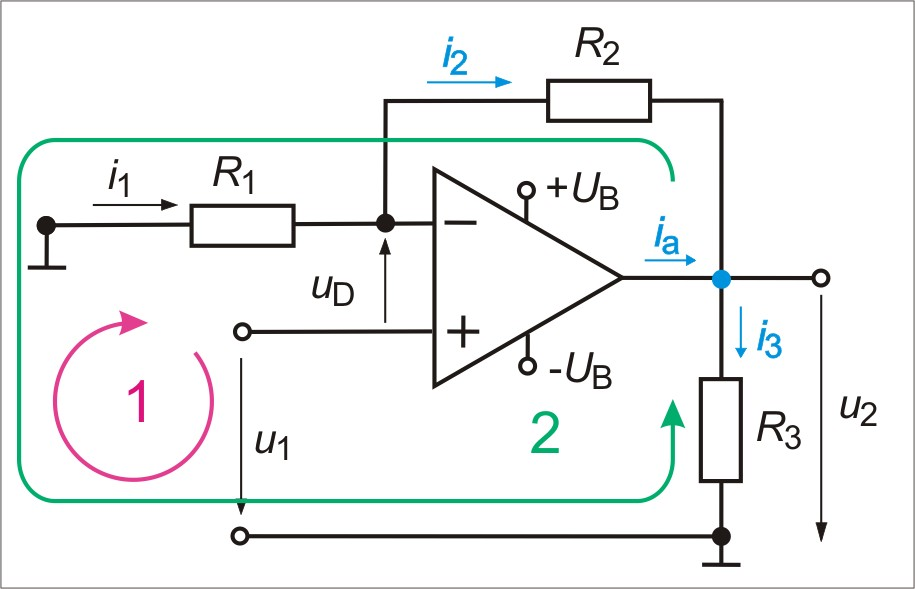 i2
R2
i1
R1
−
+UB
ia
uD
+
-UB
i3
1
u1
2
R3
u2